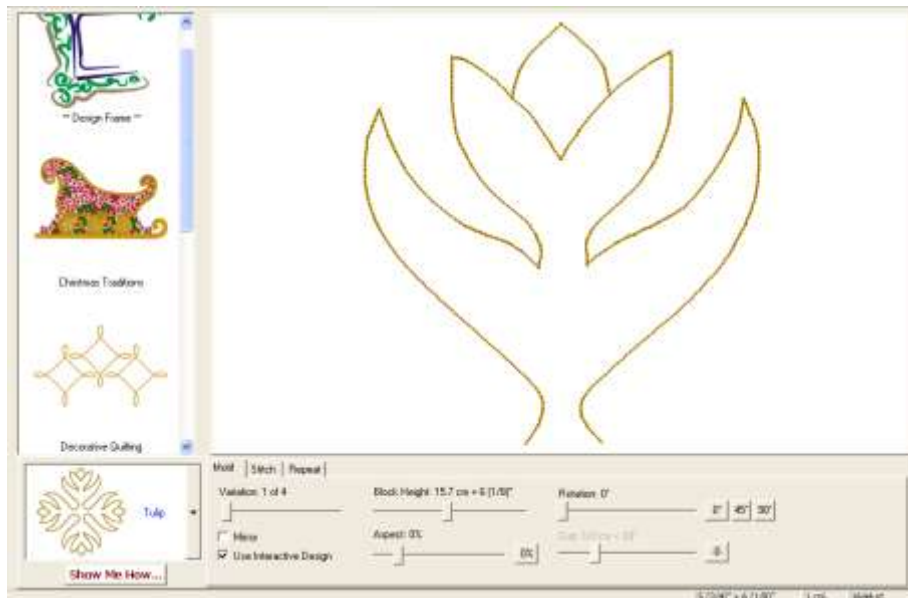 ** Design Frame **
Christmas Traditions
Decorative Quilting
Tulip
Show Me How...
Motif Stitch Repeat
Variation: 1 of 4
Block Height: 15.7 cm = 6 (1/8)"
Rotation: 0°
0° 45° 90°
Mirror
Aspect: 0%
0%
Use Interactive Design